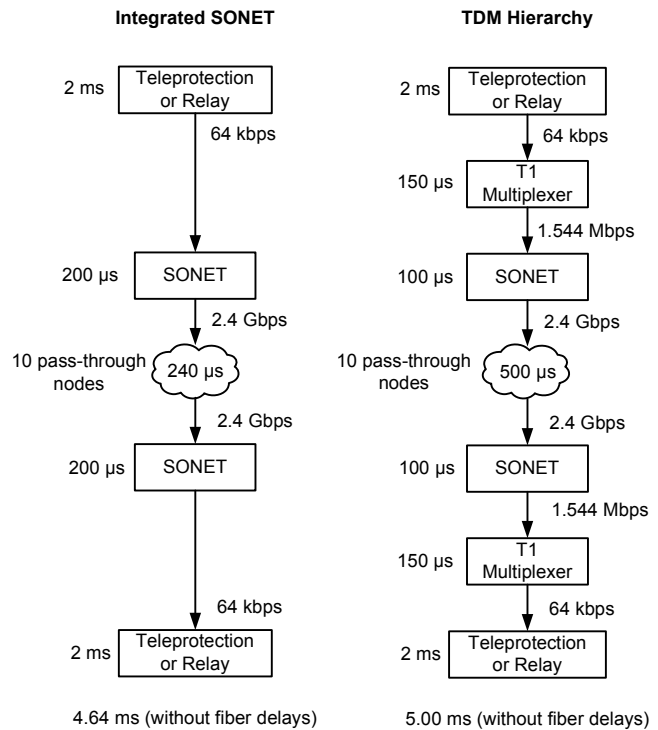 Integrated SONET
2 ms
Teleprotection
or Relay
64 kbps
200 µs
SONET
2.4 Gbps
10 pass-through
nodes
240 µs
2.4 Gbps
200 µs
SONET
64 kbps
2 ms
Teleprotection
or Relay
4.64 ms (without fiber delays)
TDM Hierarchy
2 ms
Teleprotection
or Relay
64 kbps
150 µs
T1
Multiplexer
1.544 Mbps
100 µs
SONET
2.4 Gbps
10 pass-through
nodes
500 µs
2.4 Gbps
100 µs
SONET
1.544 Mbps
150 µs
T1
Multiplexer
64 kbps
2 ms
Teleprotection
or Relay
5.00 ms (without fiber delays)